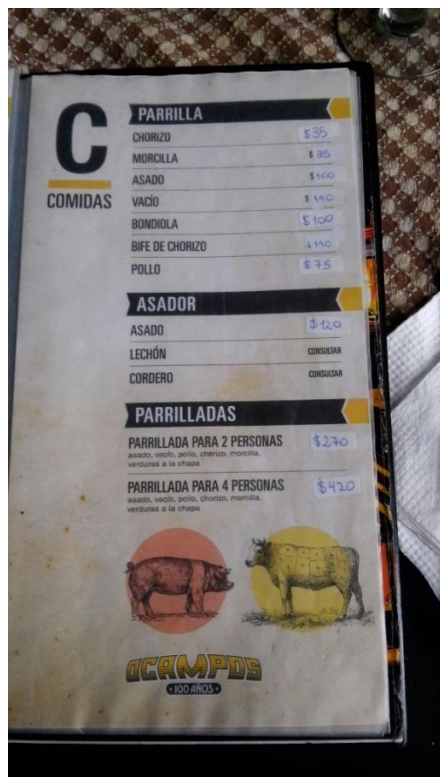 C
COMIDAS
PARRILLA
CHORIZO $35
MORCILLA $35
ASADO $100
VACÍO $110
BONDIOLA $100
BIFE DE CHORIZO $110
POLLO $75
ASADOR
ASADO $120
LECHÓN CONSULTAR
CORDERO CONSULTAR
PARRILLADAS
PARRILLADA PARA 2 PERSONAS $270
asado, vacío, pollo, chorizo, morcilla,
verduras a la chapa
PARRILLADA PARA 4 PERSONAS $420
asado, vacío, pollo, chorizo, morcilla,
verduras a la chapa
OCAMPOS
• 100 AÑOS •